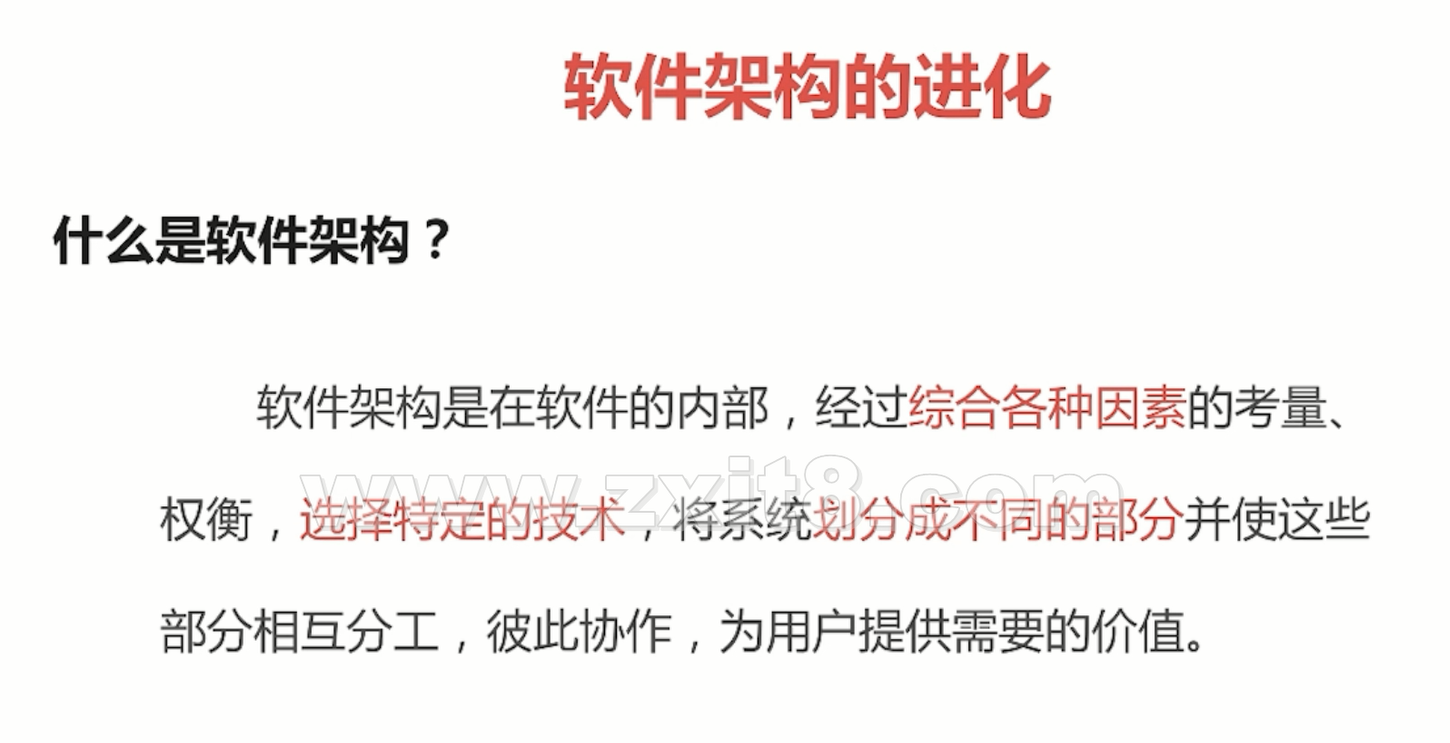 软件架构的进化
什么是软件架构？
软件架构是在软件的内部，经过综合各种因素的考量、
权衡，选择特定的技术，将系统划分成不同的部分并使这些
www.zxit8.com
部分相互分工，彼此协作，为用户提供需要的价值。